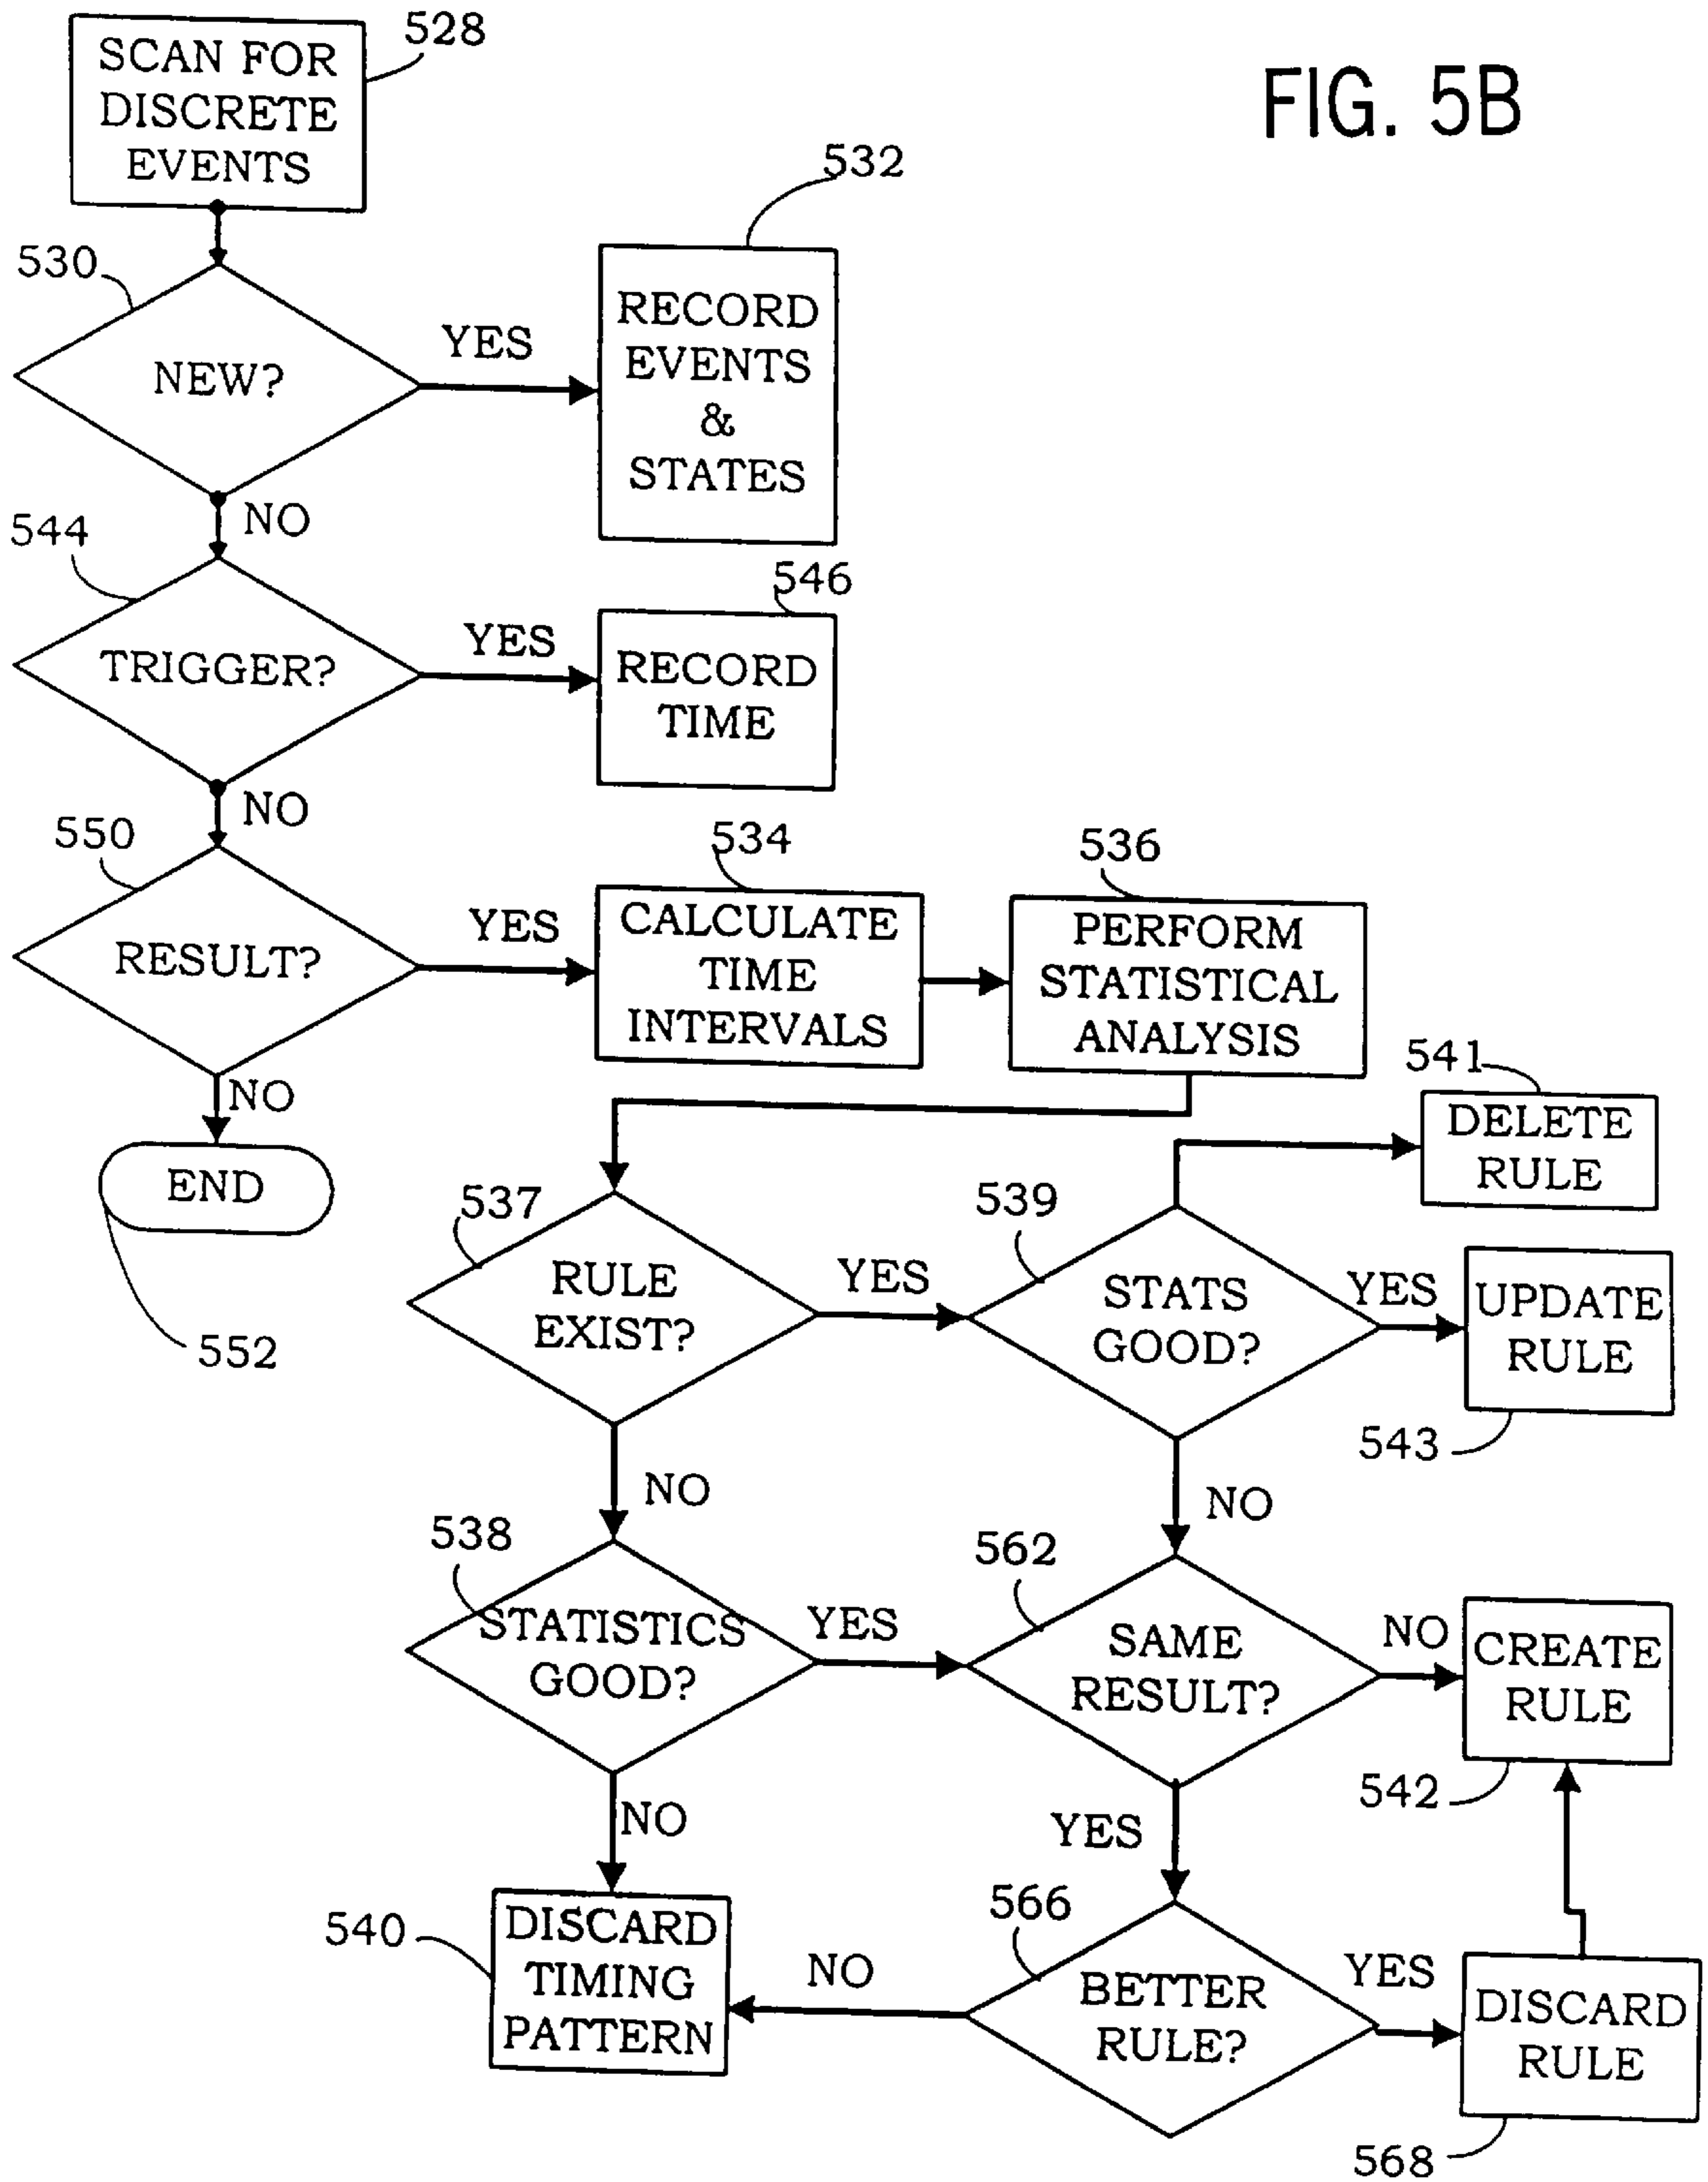 FIG. 5B
528
SCAN FOR
DISCRETE
EVENTS
530
NEW?
YES
532
RECORD
EVENTS
&
STATES
NO
544
TRIGGER?
YES
546
RECORD
TIME
NO
550
RESULT?
YES
534
CALCULATE
TIME
INTERVALS
536
PERFORM
STATISTICAL
ANALYSIS
NO
END
552
541
DELETE
RULE
537
RULE
EXIST?
YES
539
STATS
GOOD?
YES
UPDATE
RULE
543
NO
NO
538
STATISTICS
GOOD?
YES
562
SAME
RESULT?
NO
CREATE
RULE
542
NO
YES
540
DISCARD
TIMING
PATTERN
NO
566
BETTER
RULE?
YES
DISCARD
RULE
568